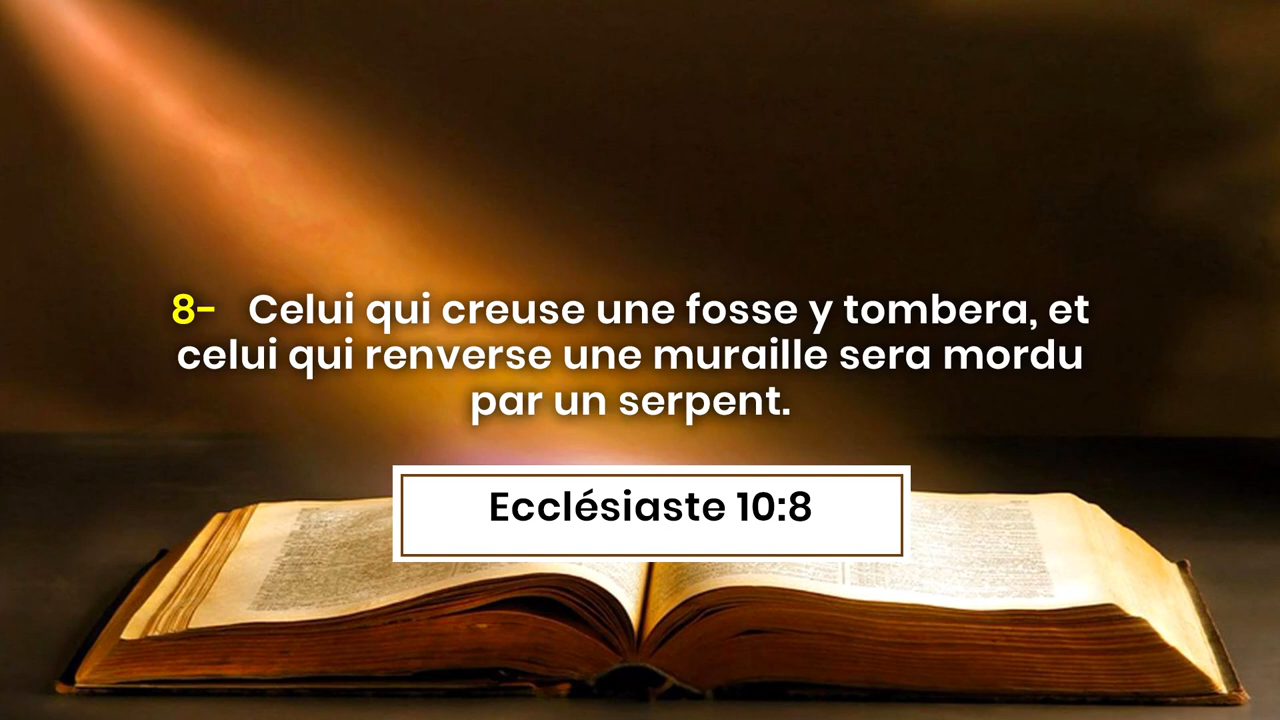 8- Celui qui creuse une fosse y tombera, et
celui qui renverse une muraille sera mordu
par un serpent.
Ecclésiaste 10:8